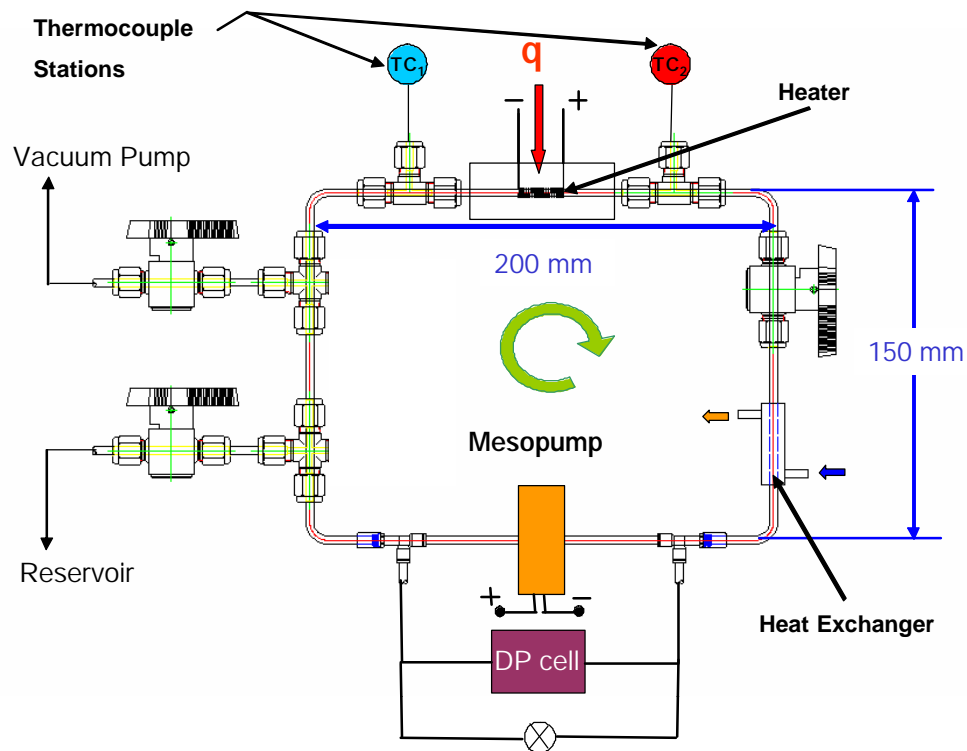 Thermocouple
Stations
TC1
q
TC2
Heater
− +
Vacuum Pump
200 mm
150 mm
Mesopump
Reservoir
+ −
Heat Exchanger
DP cell